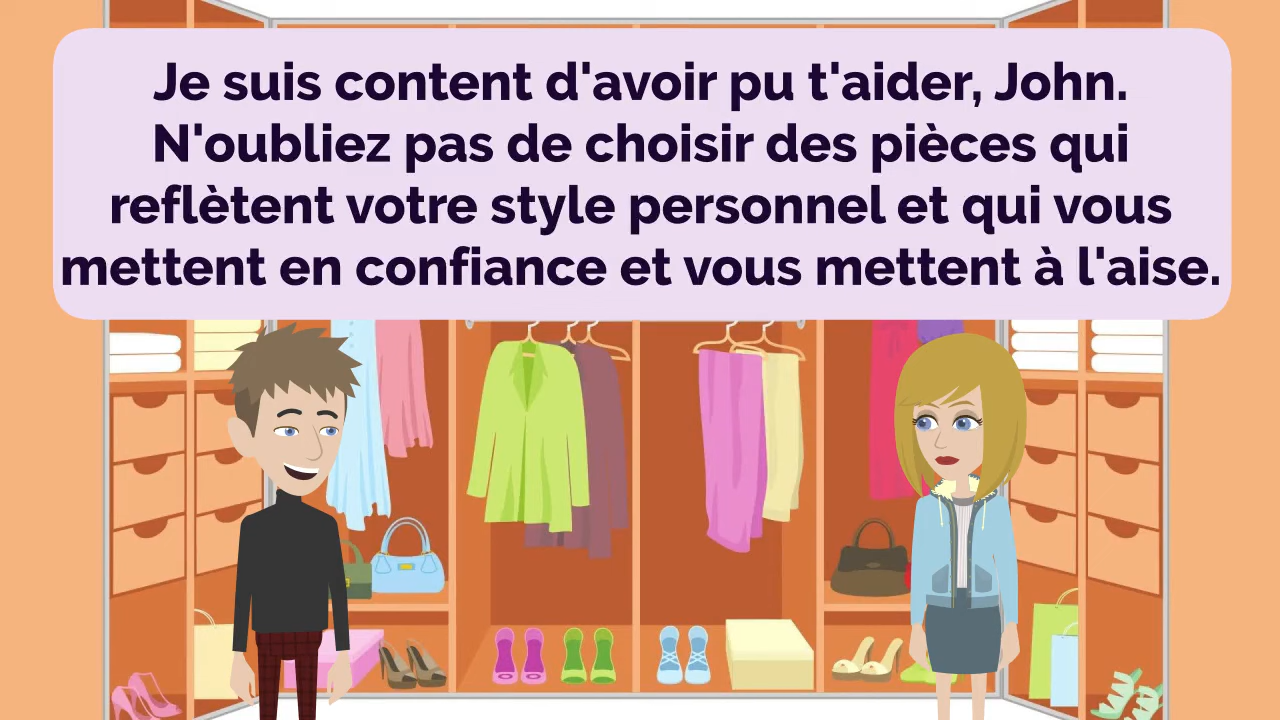 Je suis content d'avoir pu t'aider, John.
N'oubliez pas de choisir des pièces qui
reflètent votre style personnel et qui vous
mettent en confiance et vous mettent à l'aise.